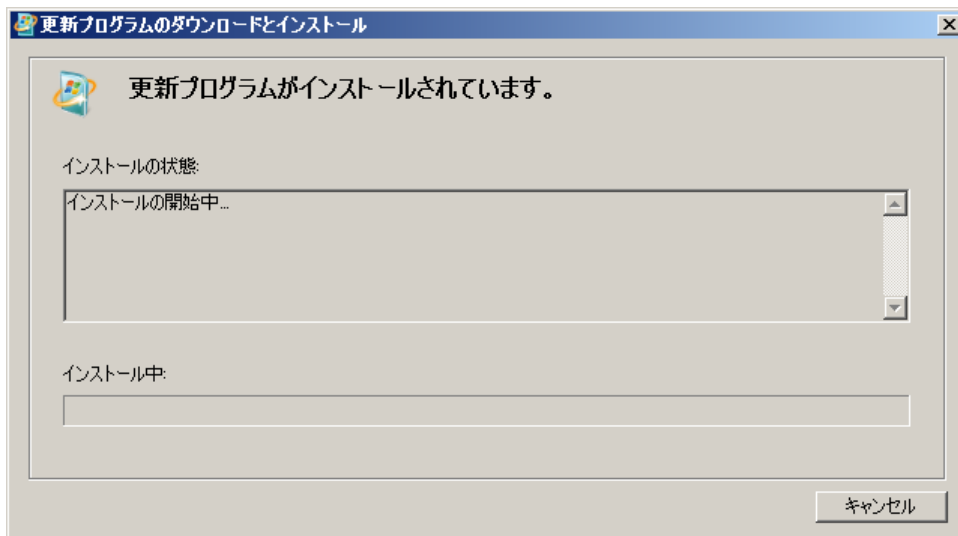 更新プログラムのダウンロードとインストール
更新プログラムがインストールされています。
インストールの状態:
インストールの開始中...
インストール中:
キャンセル